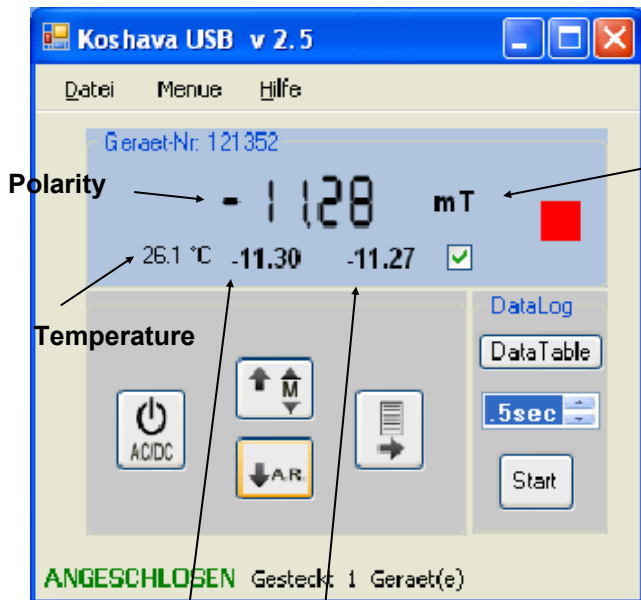 Koshava USB v 2.5
Datei Menue Hilfe
Geraet-Nr: 121352
Polarity
-11.28 mT
26.1 °C -11.30 -11.27
Temperature
DataLog
DataTable
M
.5sec
AC/DC
A.R.
Start
ANGESCHLOSEN Gesteckt 1 Geraet(e)